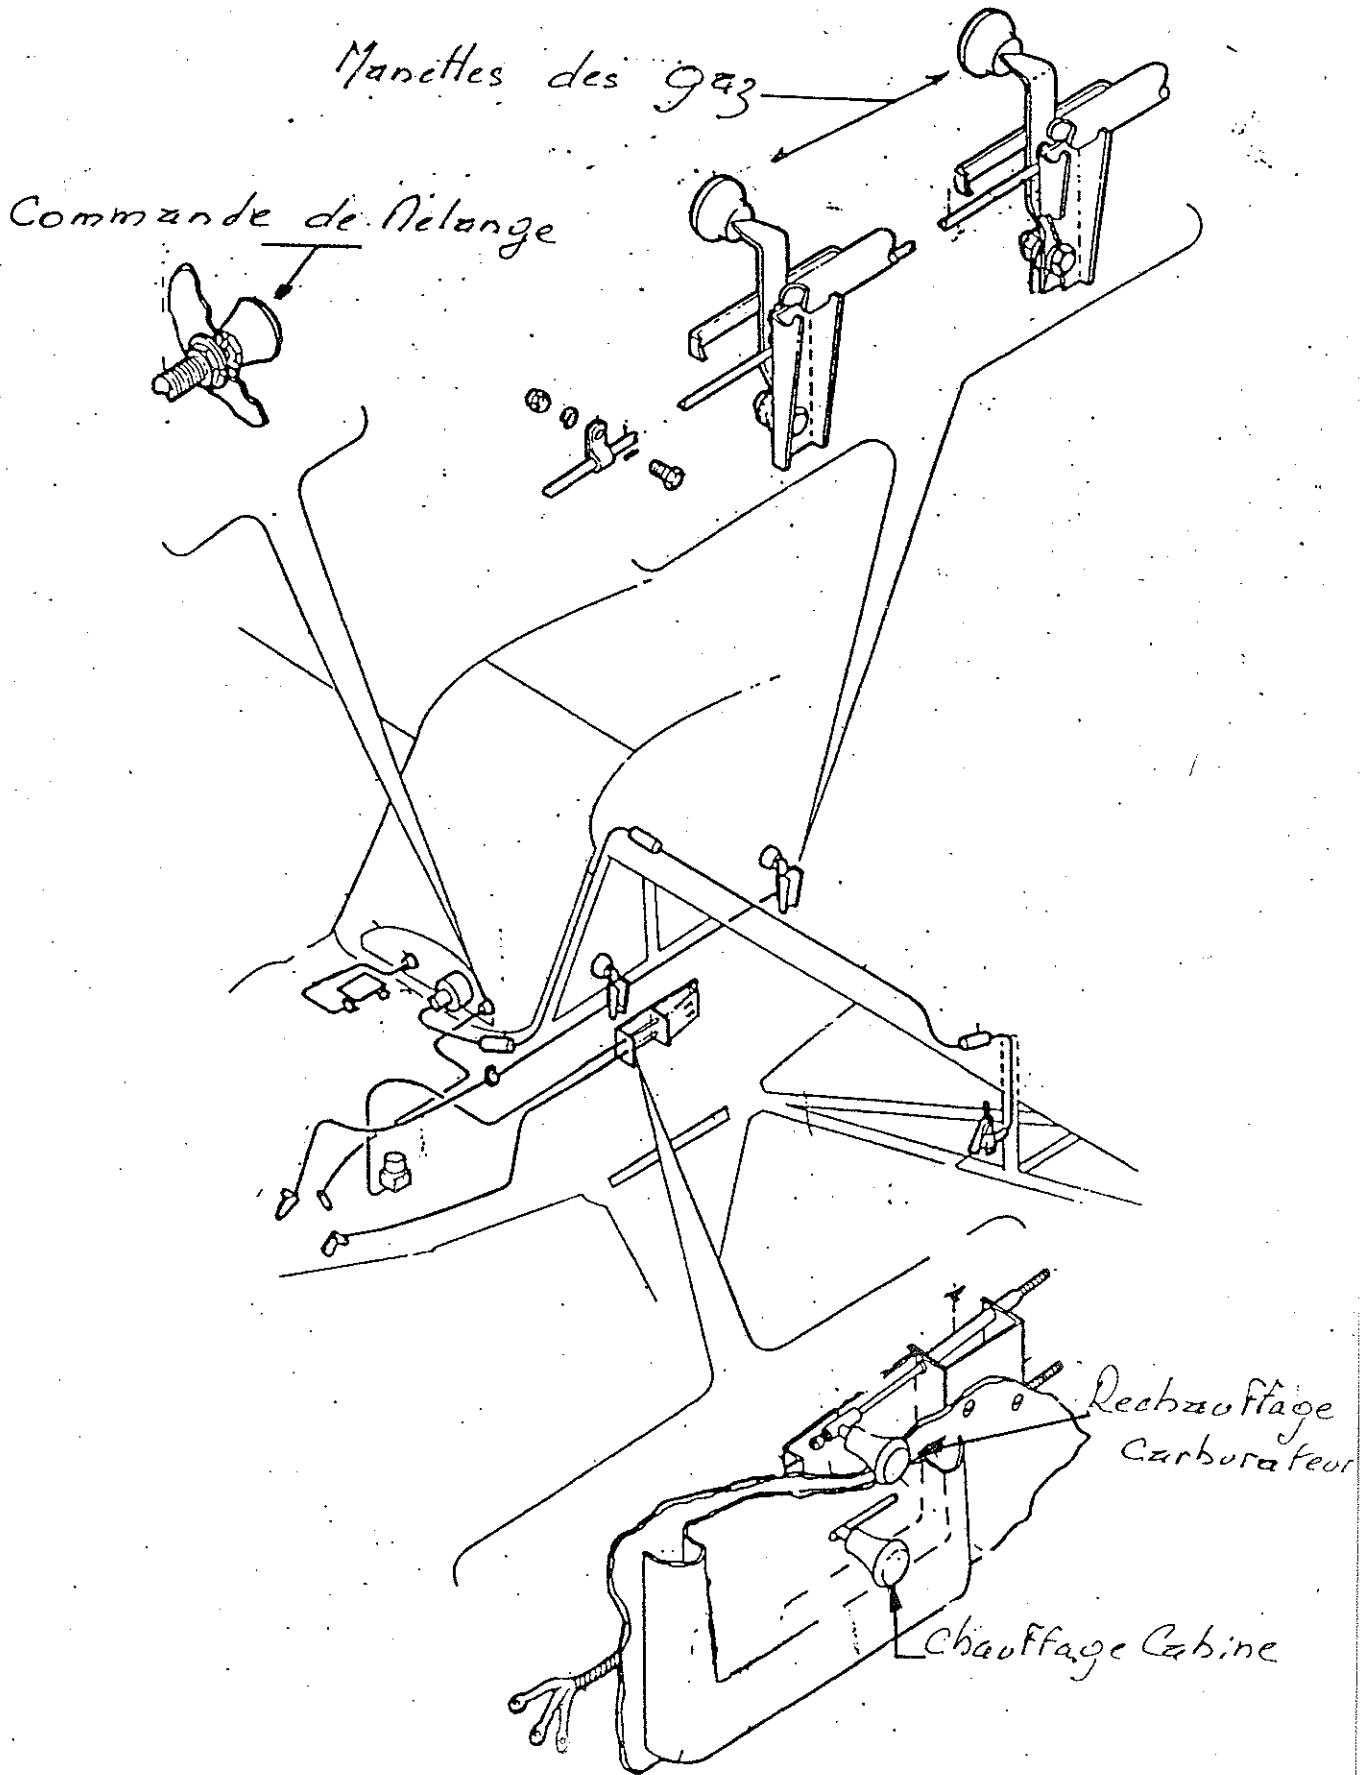 Manettes des gaz
Commande de Mélange
Rechauffage
Carburateur
Chauffage Cabine